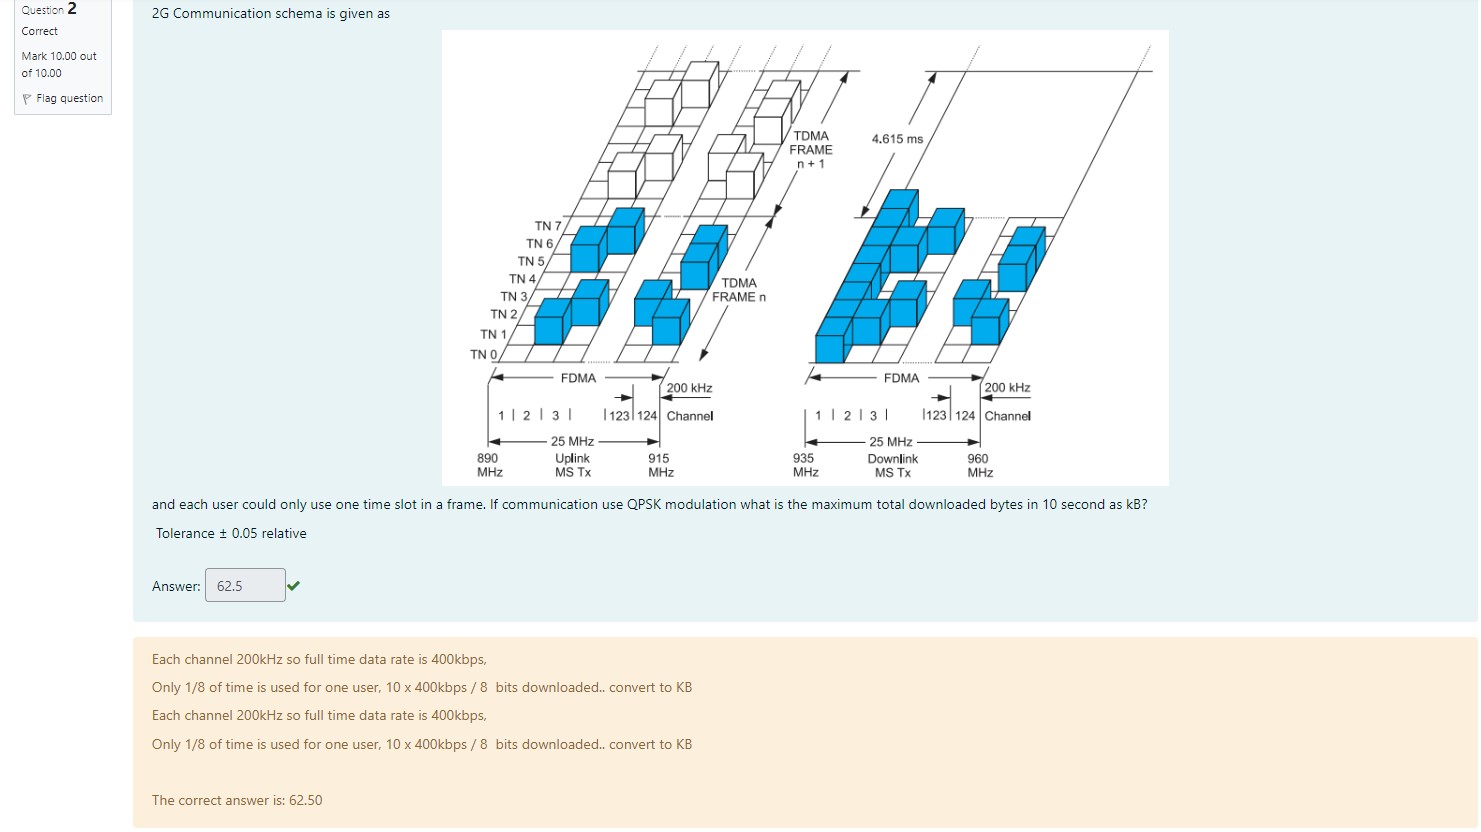 Question 2
Correct
Mark 10.00 out
of 10.00
Flag question
2G Communication schema is given as
TDMA
FRAME
n + 1
4.615 ms
TN 7
TN 6
TN 5
TN 4
TN 3
TN 2
TN 1
TN 0
TDMA
FRAME n
FDMA
200 kHz
1 | 2 | 3 | | 123 | 124 Channel
25 MHz
890 MHz
Uplink MS Tx
915 MHz
FDMA
200 kHz
1 | 2 | 3 | | 123 | 124 Channel
25 MHz
935 MHz
Downlink MS Tx
960 MHz
and each user could only use one time slot in a frame. If communication use QPSK modulation what is the maximum total downloaded bytes in 10 second as kB?
Tolerance ± 0.05 relative
Answer: 62.5
Each channel 200kHz so full time data rate is 400kbps,
Only 1/8 of time is used for one user, 10 x 400kbps / 8 bits downloaded.. convert to KB
Each channel 200kHz so full time data rate is 400kbps,
Only 1/8 of time is used for one user, 10 x 400kbps / 8 bits downloaded.. convert to KB
The correct answer is: 62.50